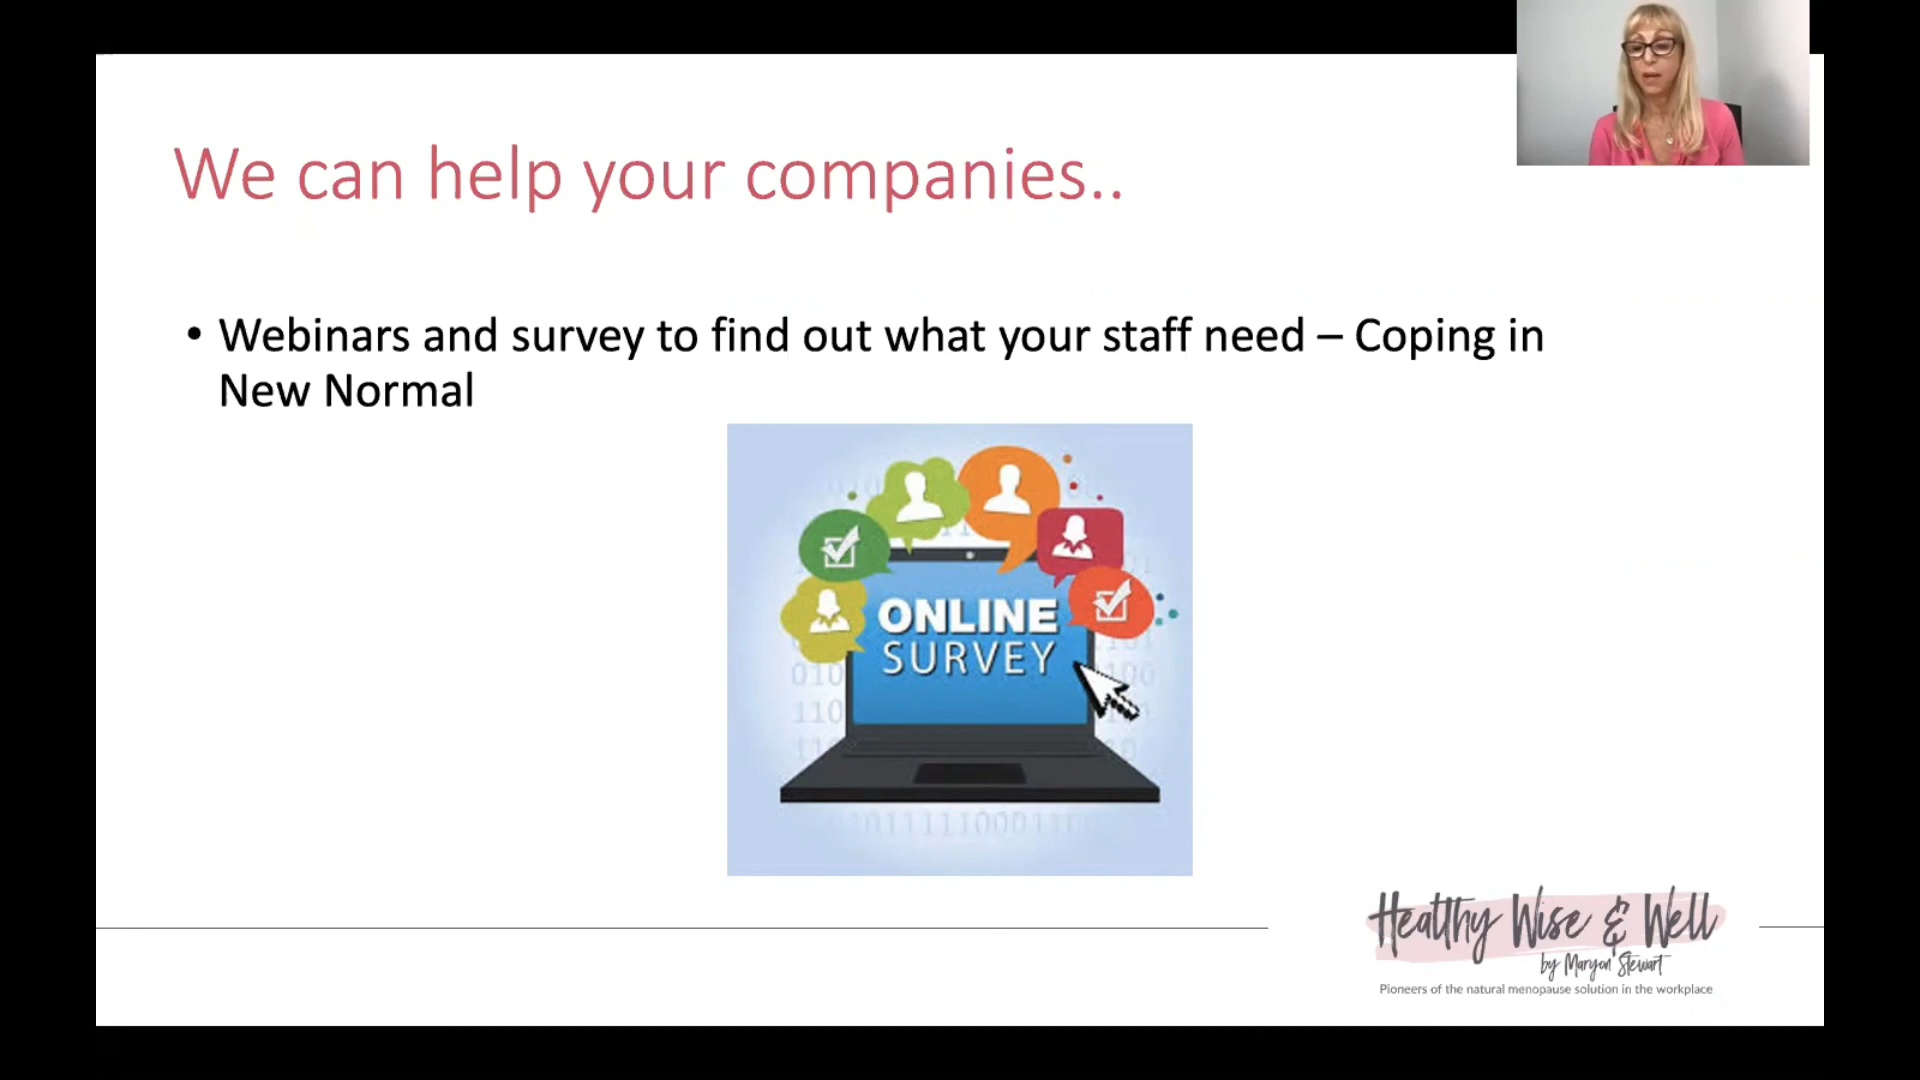 We can help your companies..
• Webinars and survey to find out what your staff need – Coping in
New Normal
ONLINE
SURVEY
Healthy Wise & Well
by Maryon Stewart
Pioneers of the natural menopause solution in the workplace